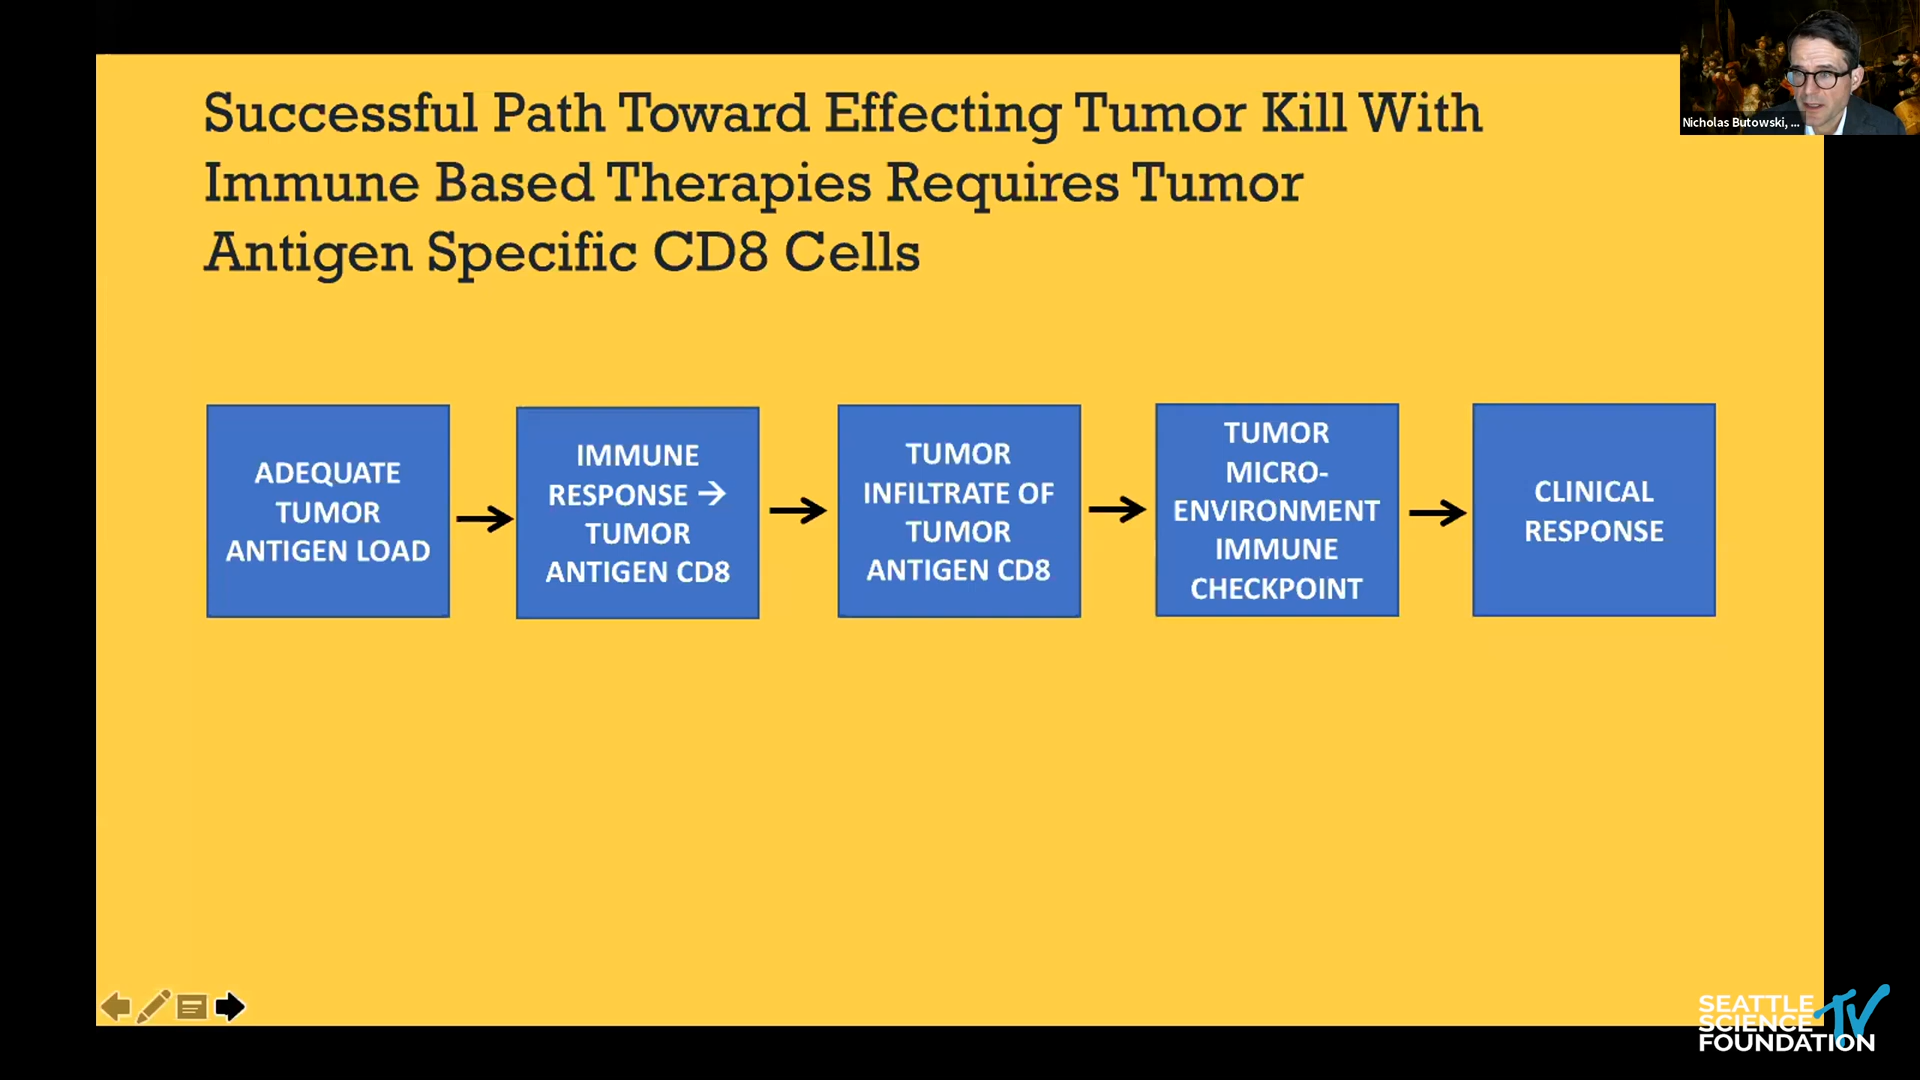 Successful Path Toward Effecting Tumor Kill With
Immune Based Therapies Requires Tumor
Antigen Specific CD8 Cells
ADEQUATE
TUMOR
ANTIGEN LOAD
IMMUNE
RESPONSE →
TUMOR
ANTIGEN CD8
TUMOR
INFILTRATE OF
TUMOR
ANTIGEN CD8
TUMOR
MICRO-
ENVIRONMENT
IMMUNE
CHECKPOINT
CLINICAL
RESPONSE
Nicholas Butowski, ...
SEATTLE
SCIENCE
FOUNDATION
TV